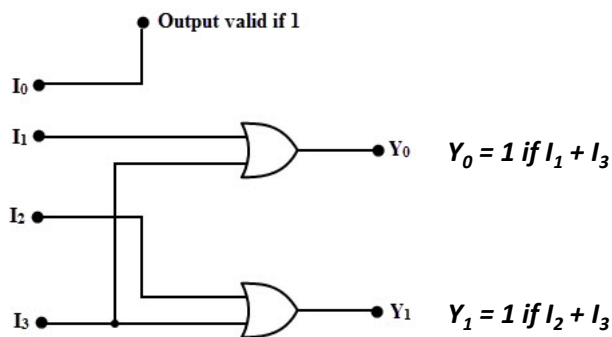 Output valid if 1
I₀
I₁
Y₀ Y₀ = 1 if I₁ + I₃
I₂
I₃
Y₁ Y₁ = 1 if I₂ + I₃